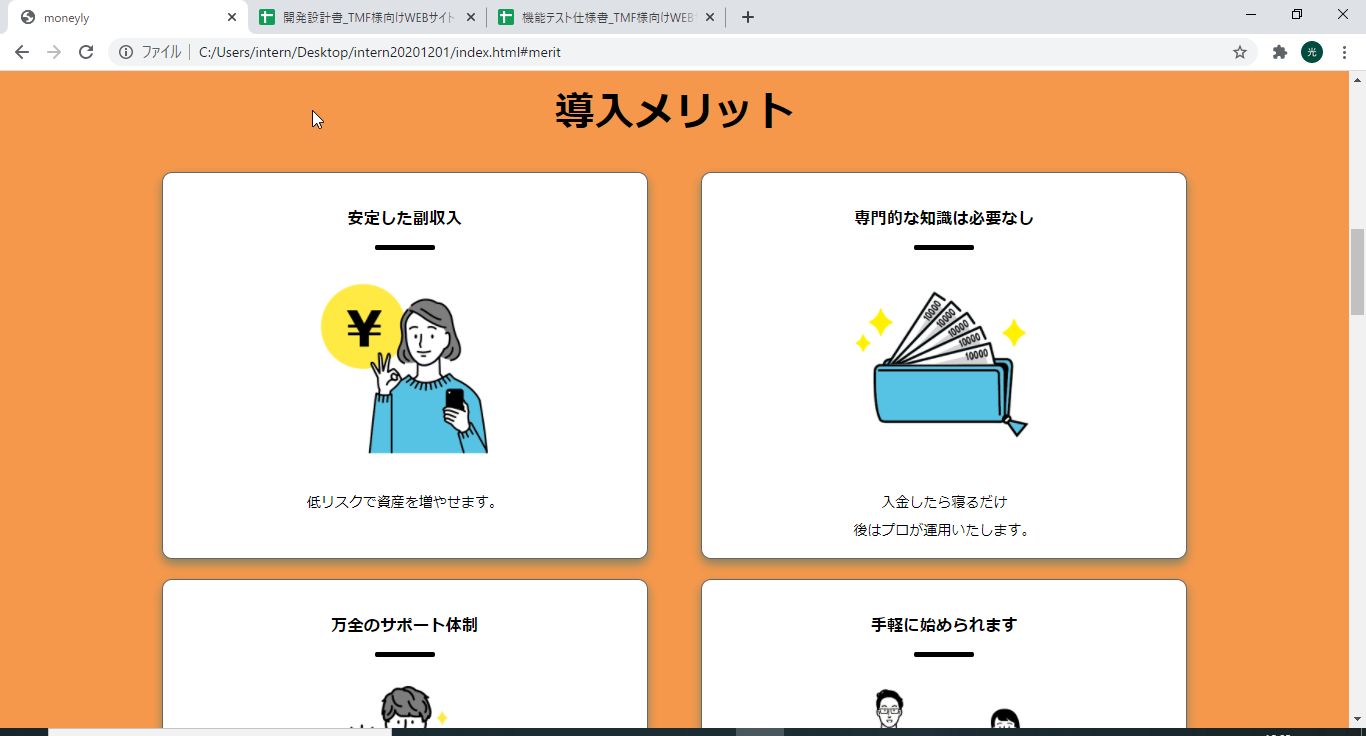 moneyly
開発設計書_TMF様向けWEBサイト
機能テスト仕様書_TMF様向けWEB
ファイル
C:/Users/intern/Desktop/intern20201201/index.html#merit
光
導入メリット
安定した副収入
専門的な知識は必要なし
¥
10000
10000
10000
10000
10000
低リスクで資産を増やせます。
入金したら寝るだけ
後はプロが運用いたします。
万全のサポート体制
手軽に始められます